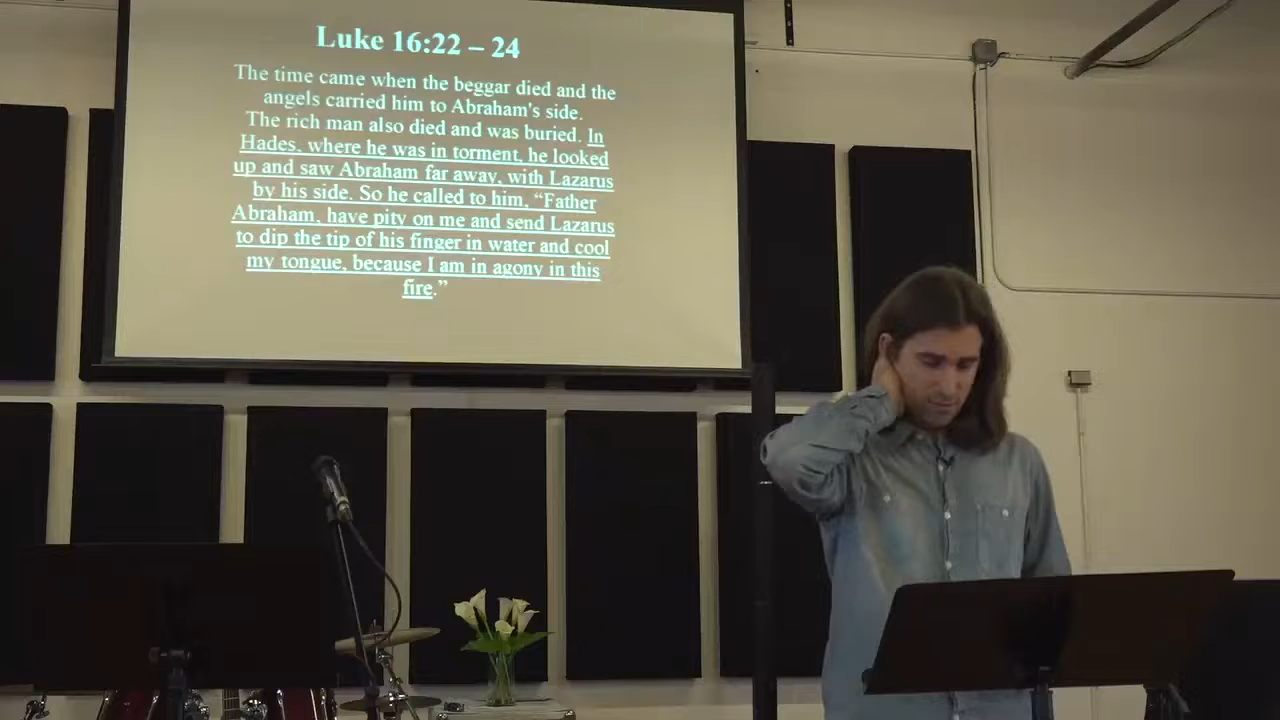 Luke 16:22 – 24
The time came when the beggar died and the
angels carried him to Abraham's side.
The rich man also died and was buried. In
Hades, where he was in torment, he looked
up and saw Abraham far away, with Lazarus
by his side. So he called to him, “Father
Abraham, have pity on me and send Lazarus
to dip the tip of his finger in water and cool
my tongue, because I am in agony in this
fire.”